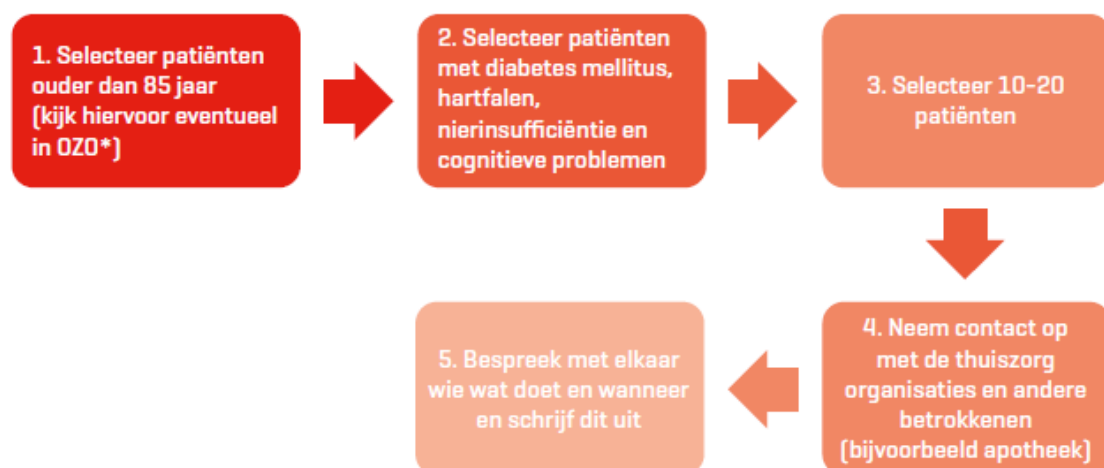 1. Selecteer patiënten
ouder dan 85 jaar
(kijk hiervoor eventueel
in OZO*)
2. Selecteer patiënten
met diabetes mellitus,
hartfalen,
nierinsufficiëntie en
cognitieve problemen
3. Selecteer 10-20
patiënten
4. Neem contact op
met de thuiszorg
organisaties en andere
betrokkenen
(bijvoorbeeld apotheek)
5. Bespreek met elkaar
wie wat doet en wanneer
en schrijf dit uit